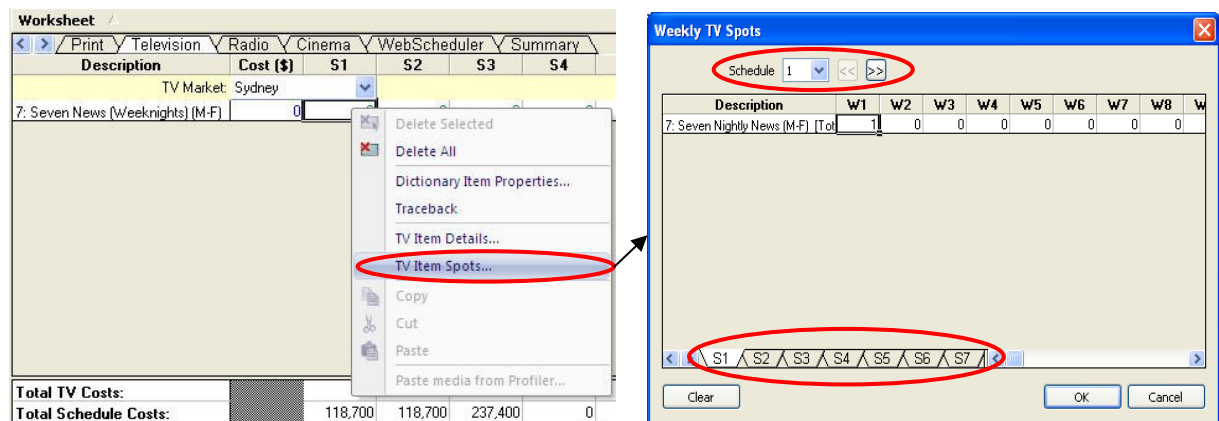 Worksheet
Print Television Radio Cinema WebScheduler Summary
Description Cost ($) S1 S2 S3 S4
TV Market: Sydney
7: Seven News (Weeknights) (M-F) 0
Delete Selected
Delete All
Dictionary Item Properties...
Traceback
TV Item Details...
TV Item Spots...
Copy
Cut
Paste
Paste media from Profiler...
Total TV Costs:
Total Schedule Costs: 118,700 118,700 237,400 0
Weekly TV Spots
Schedule 1 << >>
Description W1 W2 W3 W4 W5 W6 W7 W8 W
7: Seven Nightly News (M-F) [Tot 1 0 0 0 0 0 0 0
S1 S2 S3 S4 S5 S6 S7
Clear OK Cancel